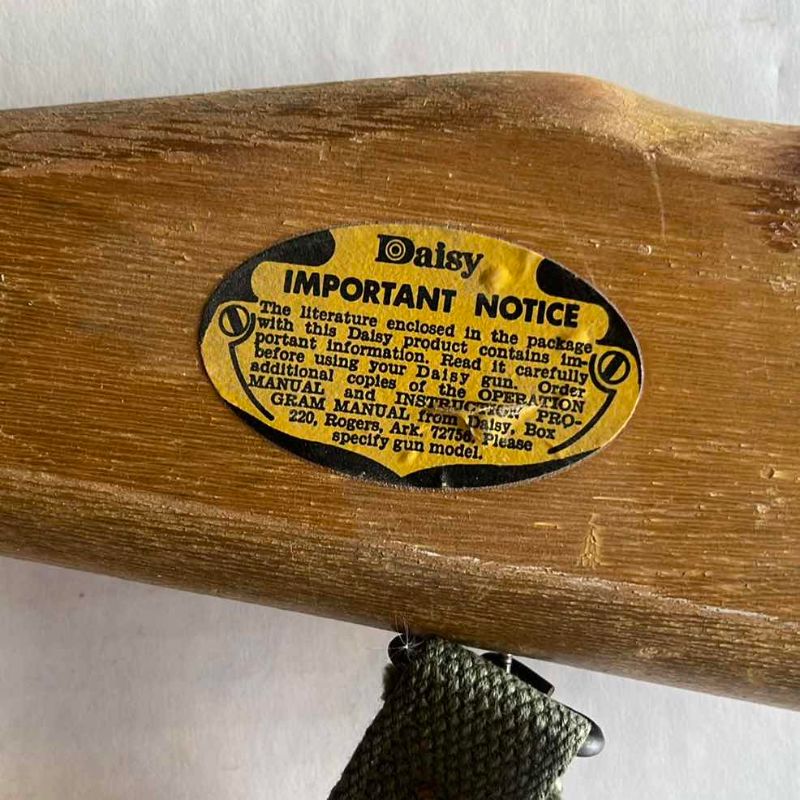 Daisy
IMPORTANT NOTICE
The literature enclosed in the package
with this Daisy product contains im-
portant information. Read it carefully
before using your Daisy gun. Order
additional copies of the OPERATION
MANUAL and INSTRUCTION PRO-
GRAM MANUAL from Daisy, Box
220, Rogers, Ark. 72756. Please
specify gun model.